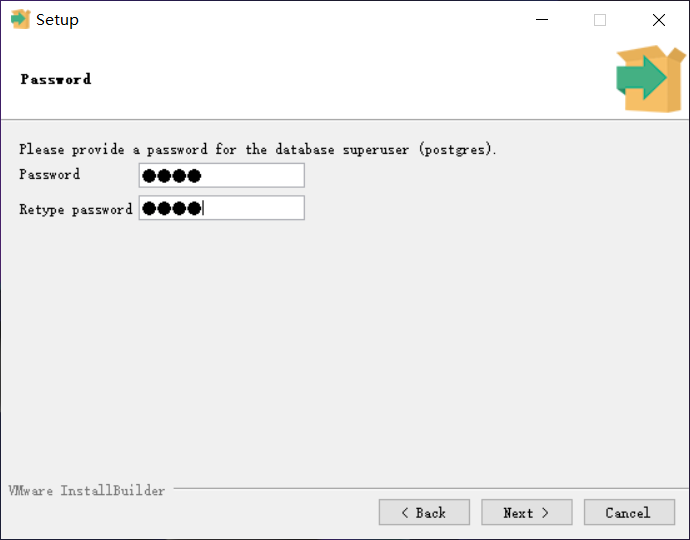 Setup
Password
Please provide a password for the database superuser (postgres).
Password ●●●●
Retype password ●●●●
VMware InstallBuilder
< Back Next > Cancel